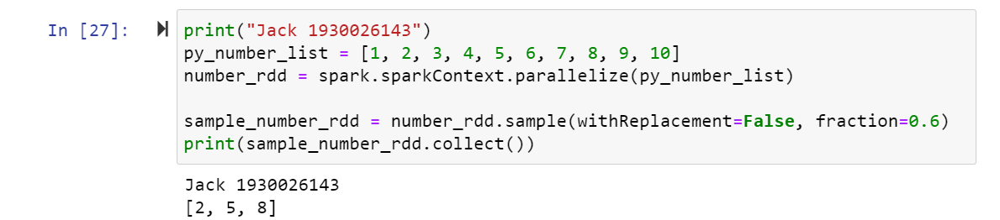 In [27]:
print("Jack 1930026143")
py_number_list = [1, 2, 3, 4, 5, 6, 7, 8, 9, 10]
number_rdd = spark.sparkContext.parallelize(py_number_list)
sample_number_rdd = number_rdd.sample(withReplacement=False, fraction=0.6)
print(sample_number_rdd.collect())
Jack 1930026143
[2, 5, 8]